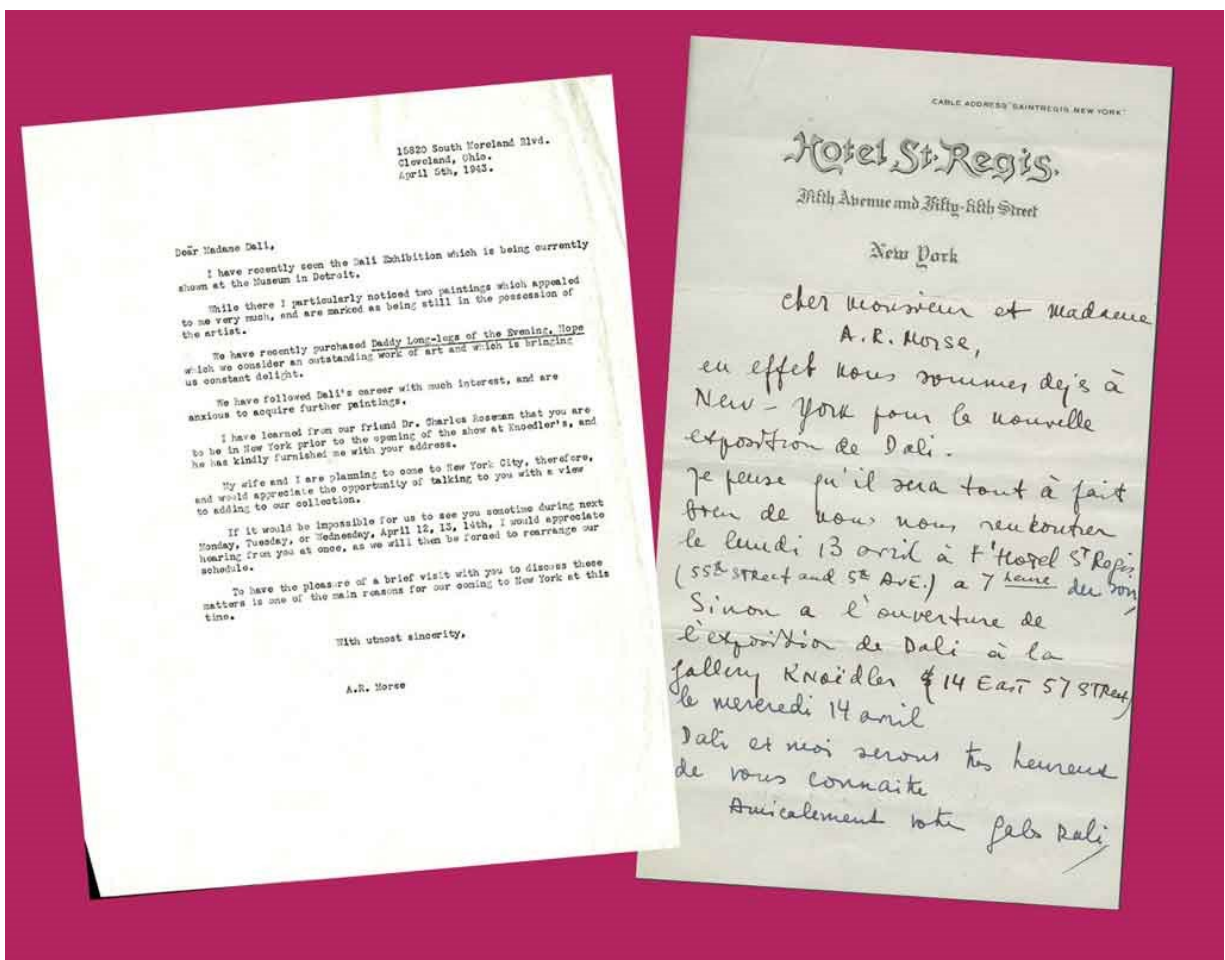 15820 South Moreland Blvd.
Cleveland, Ohio.
April 5th, 1943.
Dear Madame Dali,
I have recently seen the Dali Exhibition which is being currently
shown at the Museum in Detroit.
While there I particularly noticed two paintings which appealed
to me very much, and are marked as being still in the possession of
the artist.
We have recently purchased Daddy Long-legs of the Evening, Hope
which we consider an outstanding work of art and which is bringing
us constant delight.
We have followed Dali's career with much interest, and are
anxious to acquire further paintings.
I have learned from our friend Dr. Charles Roseman that you are
to be in New York prior to the opening of the show at Knoedler's, and
he has kindly furnished me with your address.
My wife and I are planning to come to New York City, therefore,
and would appreciate the opportunity of talking to you with a view
to adding to our collection.
If it would be impossible for us to see you sometime during next
Monday, Tuesday, or Wednesday, April 12, 13, 14th, I would appreciate
hearing from you at once, as we will then be forced to rearrange our
schedule.
To have the pleasure of a brief visit with you to discuss these
matters is one of the main reasons for our coming to New York at this
time.
With utmost sincerity,
A.R. Morse
CABLE ADDRESS "SAINTREGIS, NEW YORK"
Hotel St. Regis.
Fifth Avenue and Fifty-fifth Street
New York
cher monsieur et madame
A.R. Morse,
en effet nous sommes dejà à
New-York pour la nouvelle
exposition de Dali.
Je pense qu'il sera tout à fait
bien de nous renkontrer
le lundi 13 avril à l'Hotel St Regis
(55th STReet and 5th AvE.) a 7 heure du soir
Sinon a l'ouverture de
l'exposition de Dali à la
gallery KNoëdler 14 EasT 57 STReet
le mercredi 14 avril
Dali et moi serons très heureux
de vous connaite
Amicalement votre Gala Dali